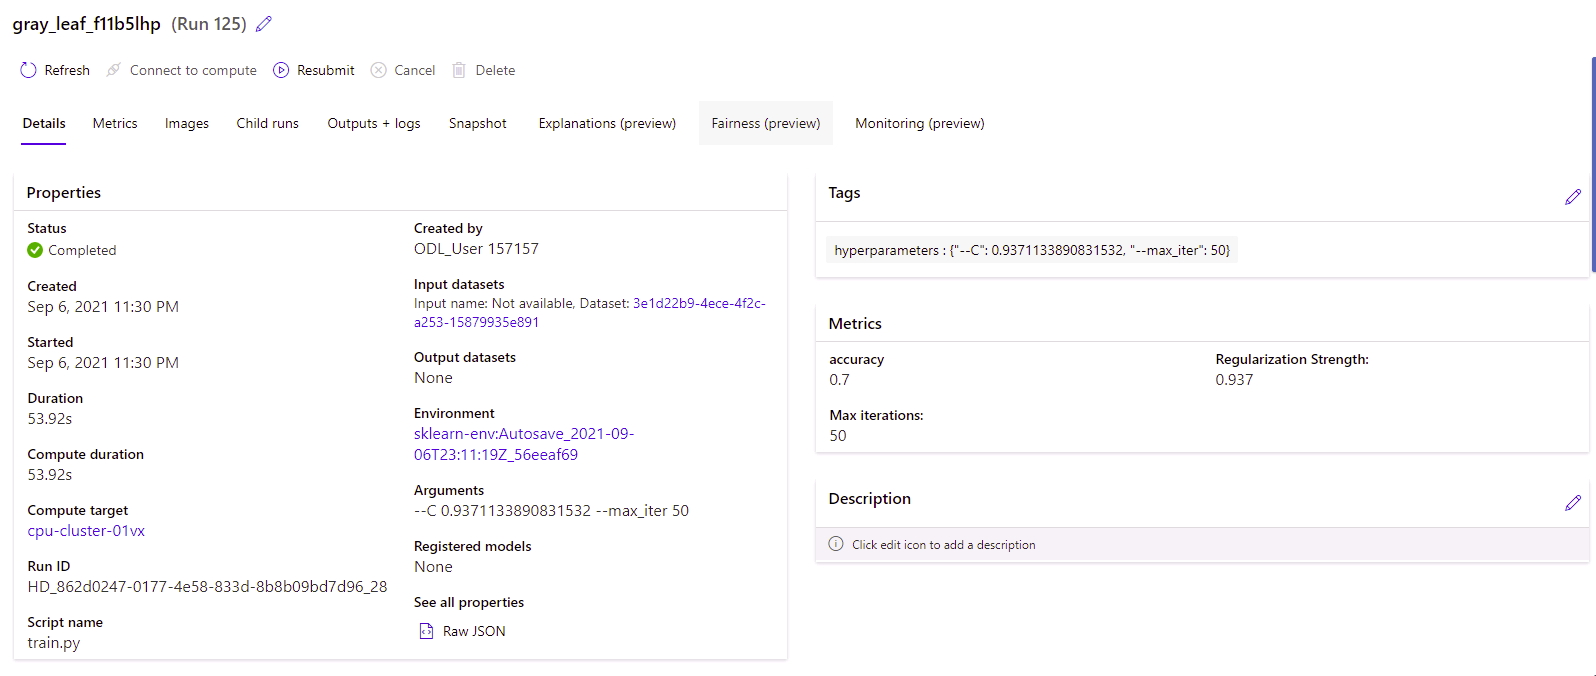 gray_leaf_f11b5lhp (Run 125)
Refresh Connect to compute Resubmit Cancel Delete
Details Metrics Images Child runs Outputs + logs Snapshot Explanations (preview) Fairness (preview) Monitoring (preview)
Properties
Status
Completed
Created
Sep 6, 2021 11:30 PM
Started
Sep 6, 2021 11:30 PM
Duration
53.92s
Compute duration
53.92s
Compute target
cpu-cluster-01vx
Run ID
HD_862d0247-0177-4e58-833d-8b8b09bd7d96_28
Script name
train.py
Created by
ODL_User 157157
Input datasets
Input name: Not available, Dataset: 3e1d22b9-4ece-4f2c-
a253-15879935e891
Output datasets
None
Environment
sklearn-env:Autosave_2021-09-
06T23:11:19Z_56eeaf69
Arguments
--C 0.9371133890831532 --max_iter 50
Registered models
None
See all properties
Raw JSON
Tags
hyperparameters : {"--C": 0.9371133890831532, "--max_iter": 50}
Metrics
accuracy
0.7
Regularization Strength:
0.937
Max iterations:
50
Description
Click edit icon to add a description